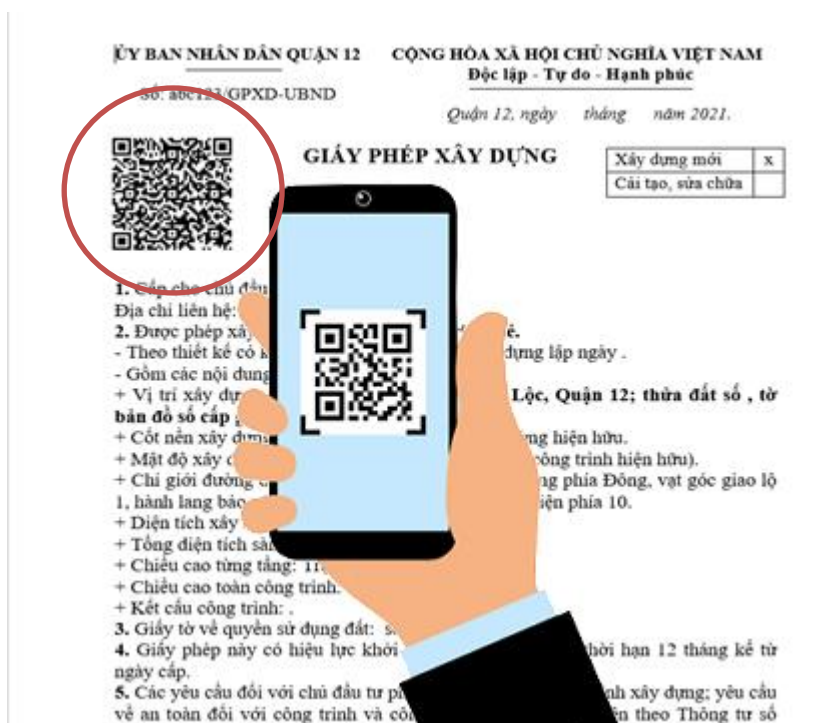 ỦY BAN NHÂN DÂN QUẬN 12 CỘNG HÒA XÃ HỘI CHỦ NGHĨA VIỆT NAM
Độc lập - Tự do - Hạnh phúc
Số: abc123/GPXD-UBND
Quận 12, ngày tháng năm 2021.
GIẤY PHÉP XÂY DỰNG
Xây dựng mới x
Cải tạo, sửa chữa
1. Cấp cho chủ đầu
Địa chỉ liên hệ:
2. Được phép xây
- Theo thiết kế có dựng lập ngày .
- Gồm các nội dung
+ Vị trí xây Lộc, Quận 12; thửa đất số , tờ
bản đồ số cấp
+ Cốt nền xây dựng hiện hữu.
+ Mật độ xây công trình hiện hữu).
+ Chỉ giới đường phía Đông, vạt góc giao lộ
1, hành lang bảo phía 10.
+ Diện tích xây
+ Tổng diện tích
+ Chiều cao từng tầng:
+ Chiều cao toàn công trình.
+ Kết cấu công trình: .
3. Giấy tờ về quyền sử dụng đất:
4. Giấy phép này có hiệu lực khởi hạn 12 tháng kể từ
ngày cấp.
5. Các yêu cầu đối với chủ đầu tư xây dựng; yêu cầu
về an toàn đối với công trình và theo Thông tư số